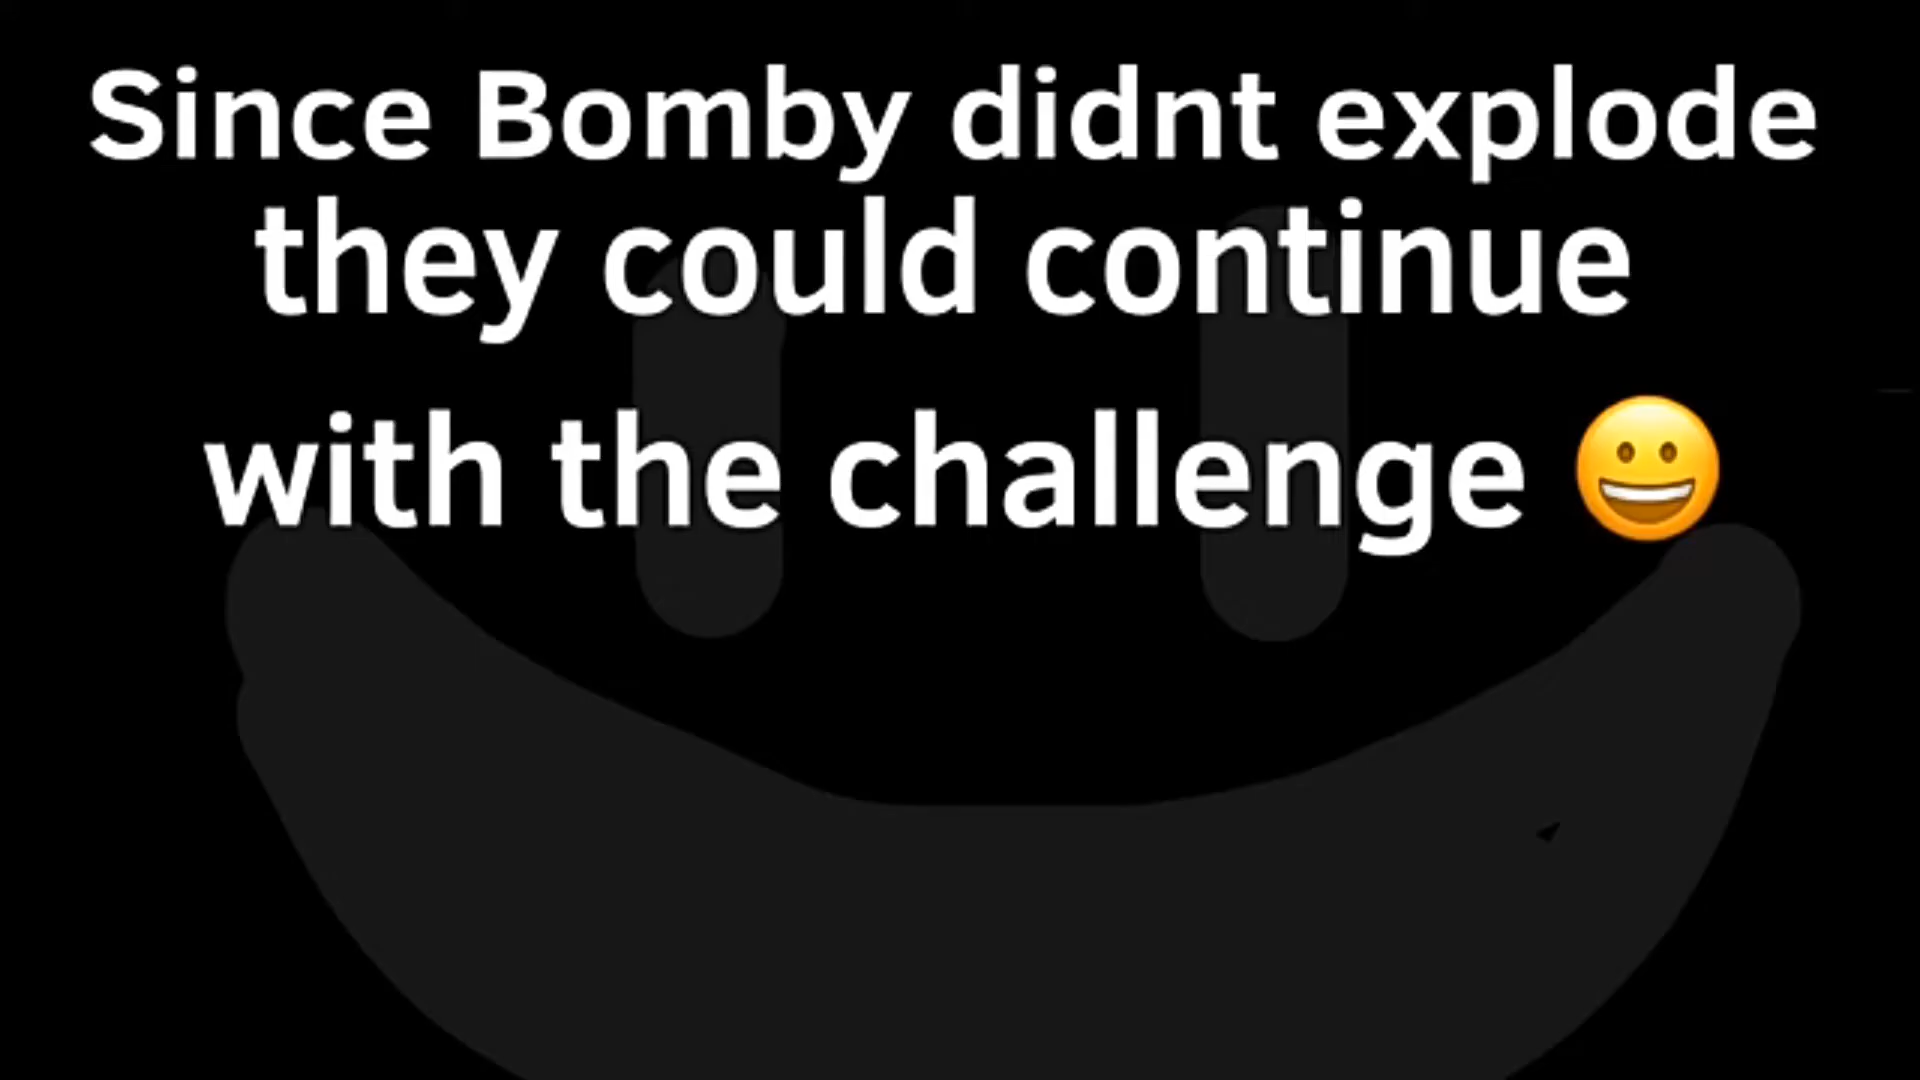 Since Bomby didnt explode
they could continue
with the challenge 😀